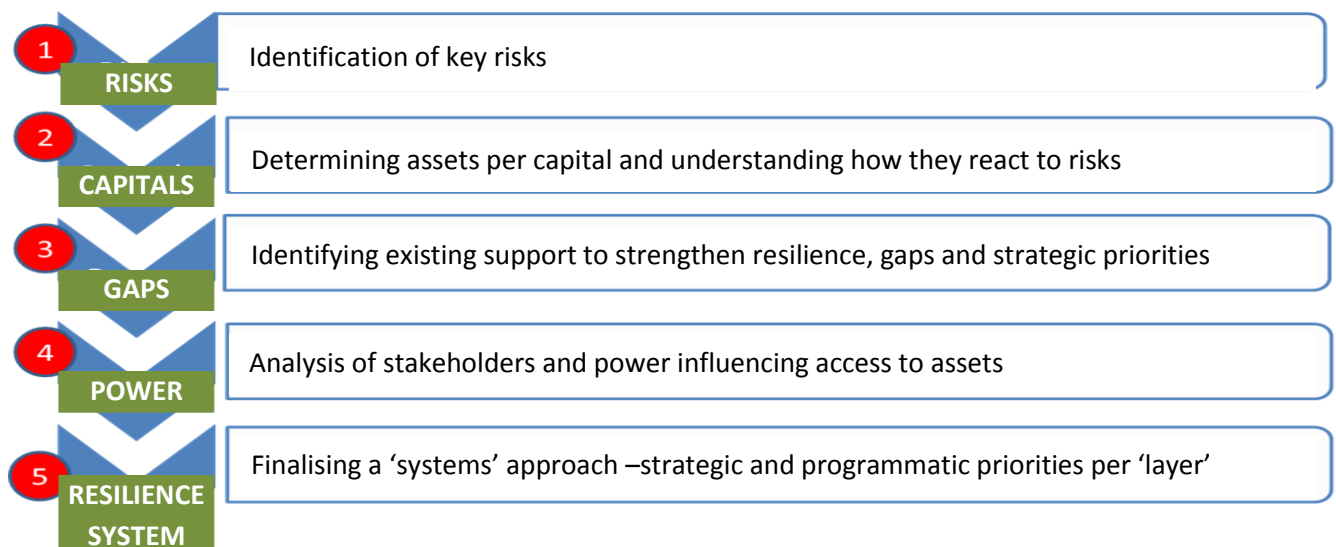 1
RISKS
Identification of key risks
2
CAPITALS
Determining assets per capital and understanding how they react to risks
3
GAPS
Identifying existing support to strengthen resilience, gaps and strategic priorities
4
POWER
Analysis of stakeholders and power influencing access to assets
5
RESILIENCE
SYSTEM
Finalising a ‘systems’ approach –strategic and programmatic priorities per ‘layer’